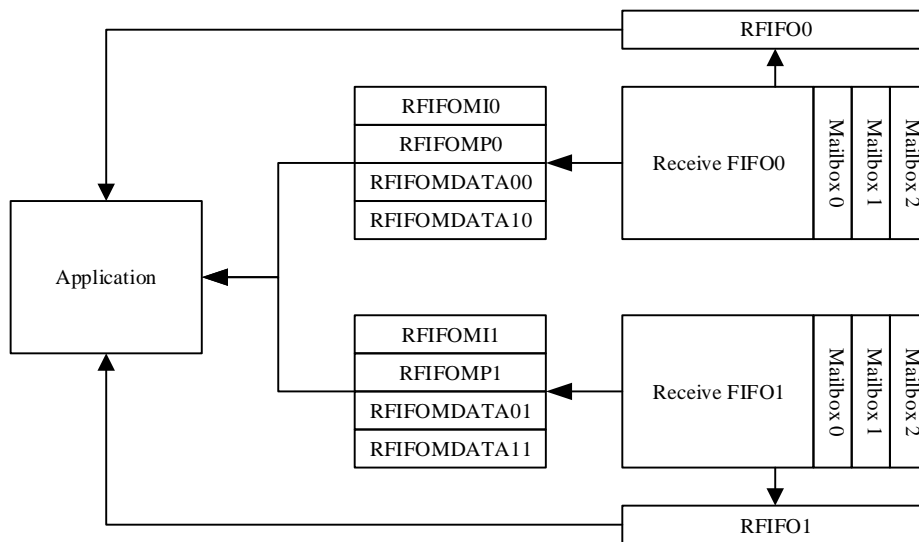 RFIFO0
RFIFOMI0
RFIFOMP0
RFIFOMDATA00
RFIFOMDATA10
Receive FIFO0
Mailbox 0
Mailbox 1
Mailbox 2
Application
RFIFOMI1
RFIFOMP1
RFIFOMDATA01
RFIFOMDATA11
Receive FIFO1
Mailbox 0
Mailbox 1
Mailbox 2
RFIFO1